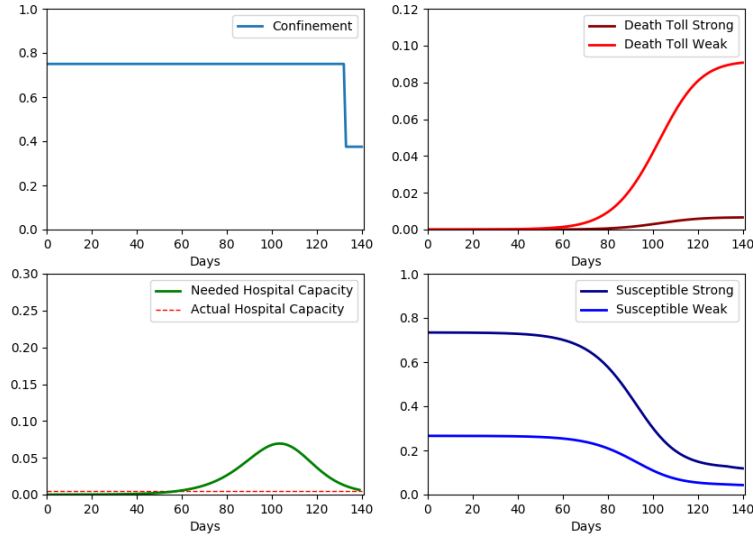 1.0
0.8
0.6
0.4
0.2
0.0
Confinement
0 20 40 60 80 100 120 140
Days
0.12
0.10
0.08
0.06
0.04
0.02
0.00
Death Toll Strong
Death Toll Weak
0 20 40 60 80 100 120 140
Days
0.30
0.25
0.20
0.15
0.10
0.05
0.00
Needed Hospital Capacity
Actual Hospital Capacity
0 20 40 60 80 100 120 140
Days
1.0
0.8
0.6
0.4
0.2
0.0
Susceptible Strong
Susceptible Weak
0 20 40 60 80 100 120 140
Days